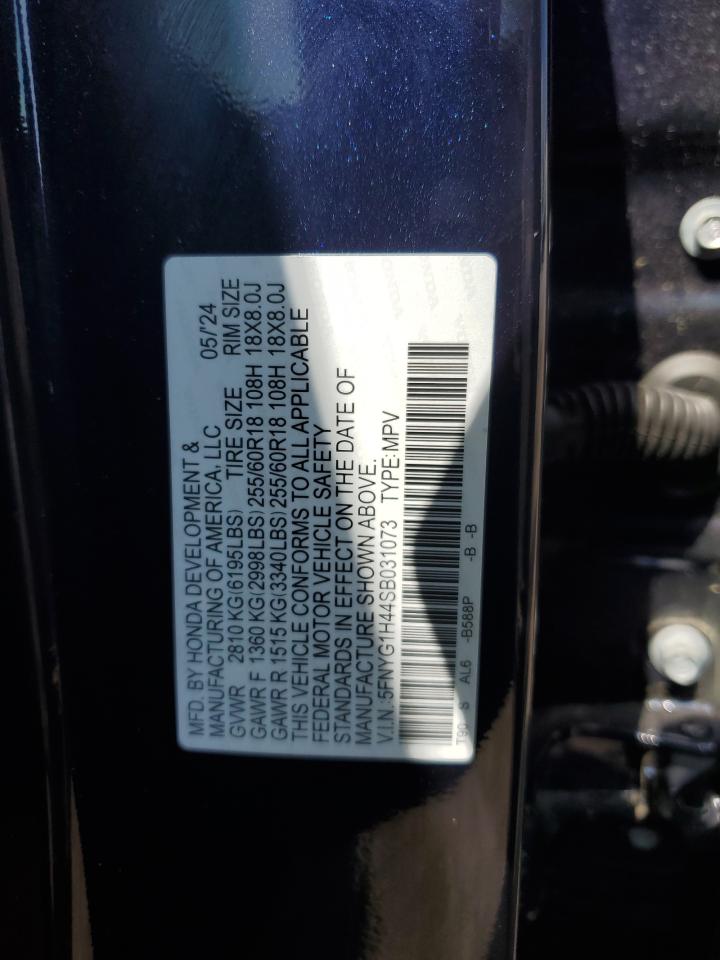 MFD. BY HONDA DEVELOPMENT &
MANUFACTURING OF AMERICA, LLC 05/'24
GVWR 2810 KG(6195LBS) TIRE SIZE RIM SIZE
GAWR F 1360 KG(2998LBS) 255/60R18 108H 18X8.0J
GAWR R 1515 KG(3340LBS) 255/60R18 108H 18X8.0J
THIS VEHICLE CONFORMS TO ALL APPLICABLE
FEDERAL MOTOR VEHICLE SAFETY
STANDARDS IN EFFECT ON THE DATE OF
MANUFACTURE SHOWN ABOVE.
V.I.N.:5FNYG1H44SB031073 TYPE:MPV
T90 S AL6 -B588P -B -B